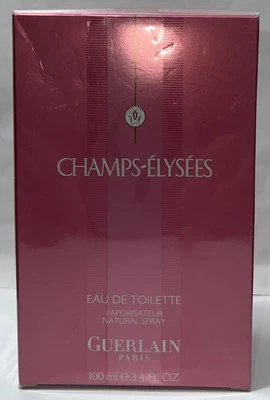 CHAMPS-ÉLYSÉES
EAU DE TOILETTE
VAPORISATEUR
NATURAL SPRAY
GUERLAIN
PARIS
100 ml e 3.4 FL.OZ